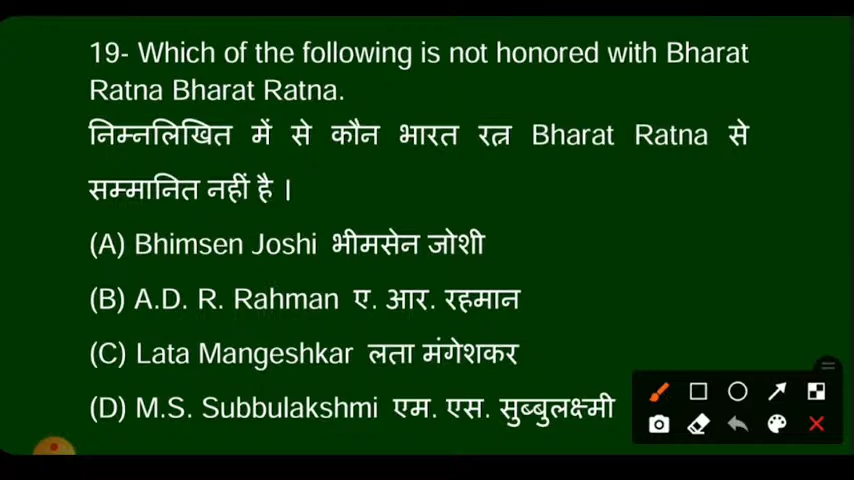 19- Which of the following is not honored with Bharat
Ratna Bharat Ratna.
निम्नलिखित में से कौन भारत रत्न Bharat Ratna से
सम्मानित नहीं है ।
(A) Bhimsen Joshi भीमसेन जोशी
(B) A.D. R. Rahman ए. आर. रहमान
(C) Lata Mangeshkar लता मंगेशकर
(D) M.S. Subbulakshmi एम. एस. सुब्बुलक्ष्मी